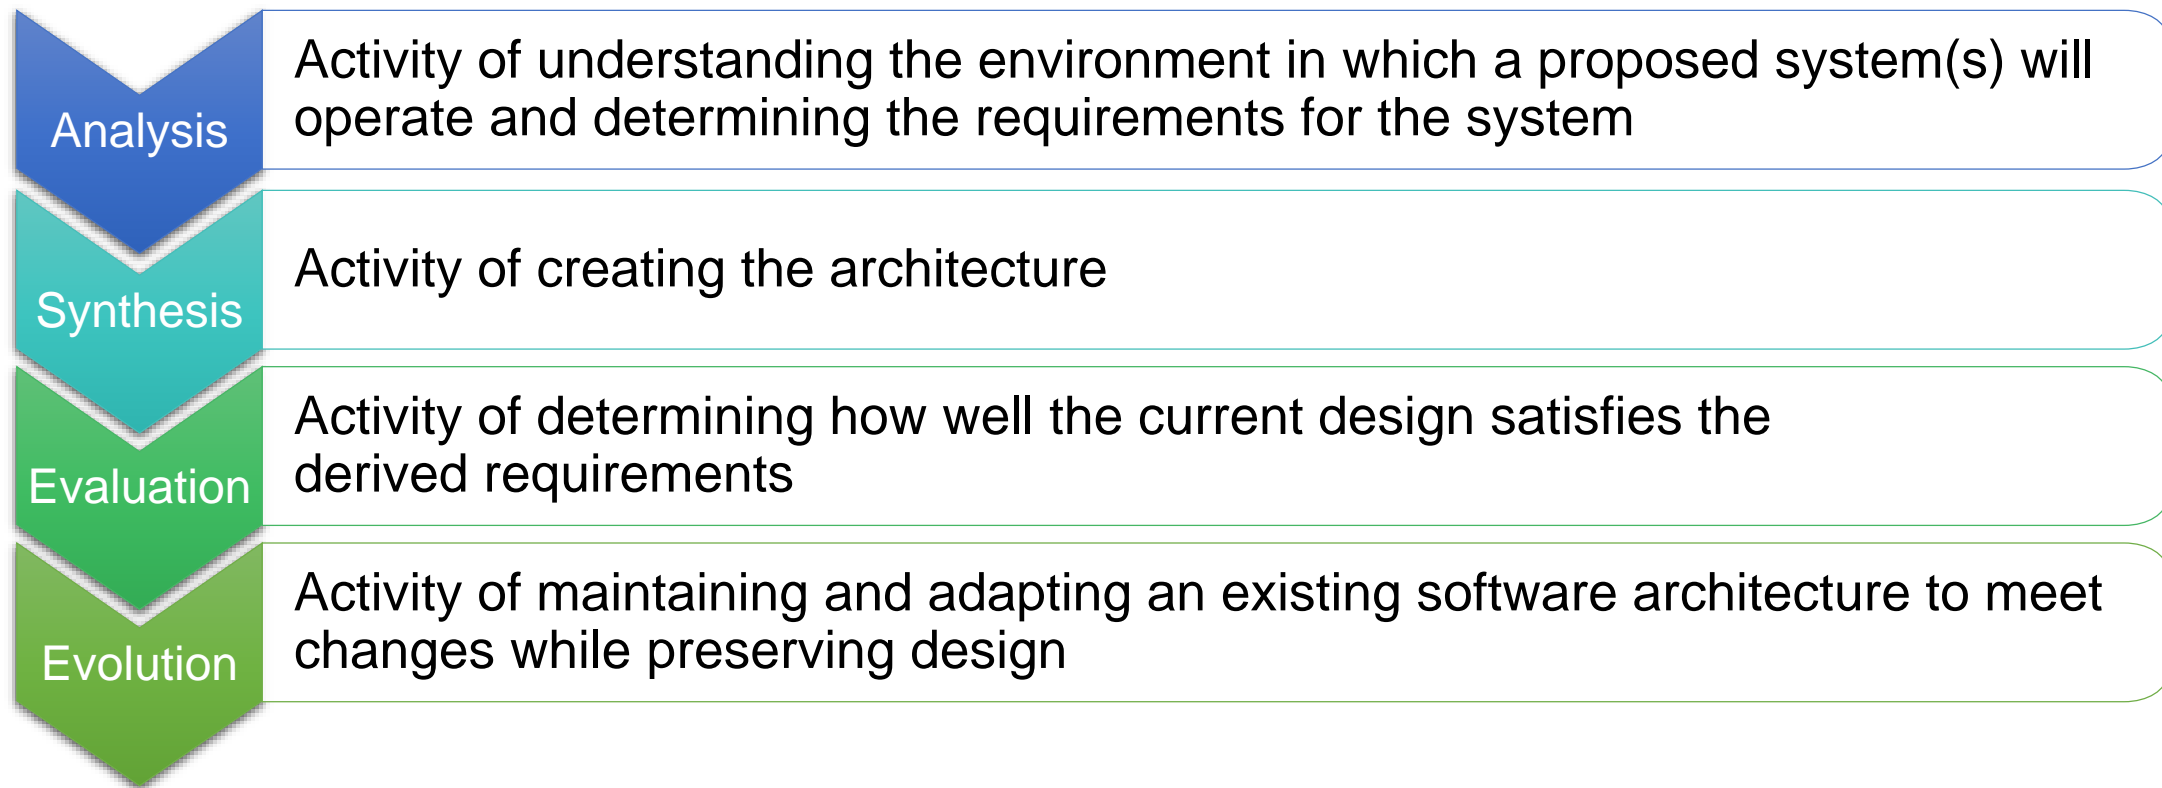 Analysis
Activity of understanding the environment in which a proposed system(s) will
operate and determining the requirements for the system
Synthesis
Activity of creating the architecture
Evaluation
Activity of determining how well the current design satisfies the
derived requirements
Evolution
Activity of maintaining and adapting an existing software architecture to meet
changes while preserving design